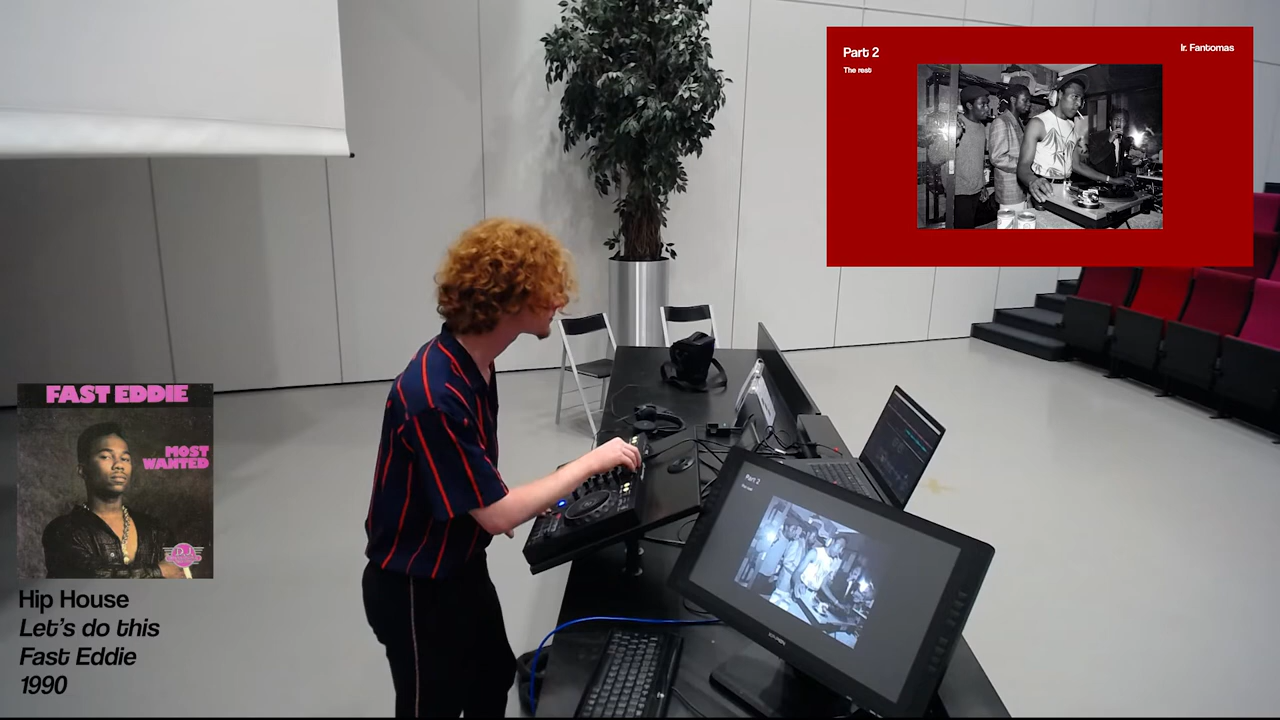 Part 2
The rest
Ir. Fantomas
FAST EDDIE
MOST
WANTED
Hip House
Let's do this
Fast Eddie
1990
Part 2